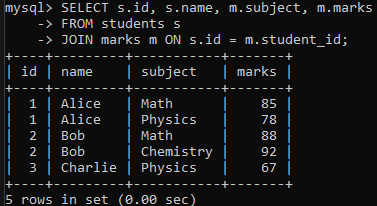 mysql> SELECT s.id, s.name, m.subject, m.marks
    -> FROM students s
    -> JOIN marks m ON s.id = m.student_id;
+----+---------+-----------+-------+
| id | name    | subject   | marks |
+----+---------+-----------+-------+
|  1 | Alice   | Math      |    85 |
|  1 | Alice   | Physics   |    78 |
|  2 | Bob     | Math      |    88 |
|  2 | Bob     | Chemistry |    92 |
|  3 | Charlie | Physics   |    67 |
+----+---------+-----------+-------+
5 rows in set (0.00 sec)